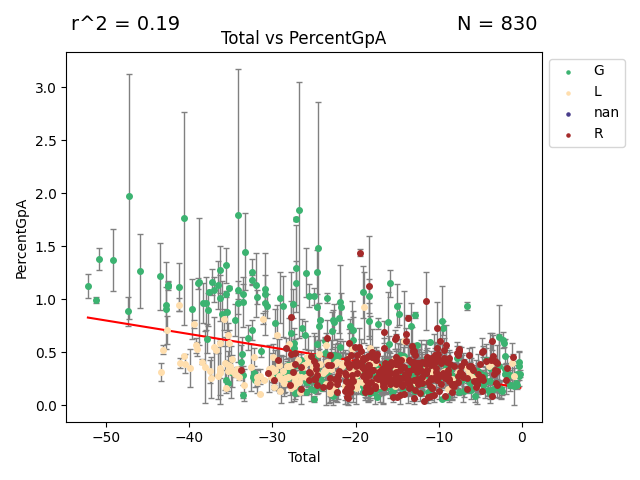 r^2 = 0.19
N = 830
Total vs PercentGpA
G
L
nan
R
3.0
2.5
2.0
1.5
1.0
0.5
0.0
PercentGpA
−50
−40
−30
−20
−10
0
Total